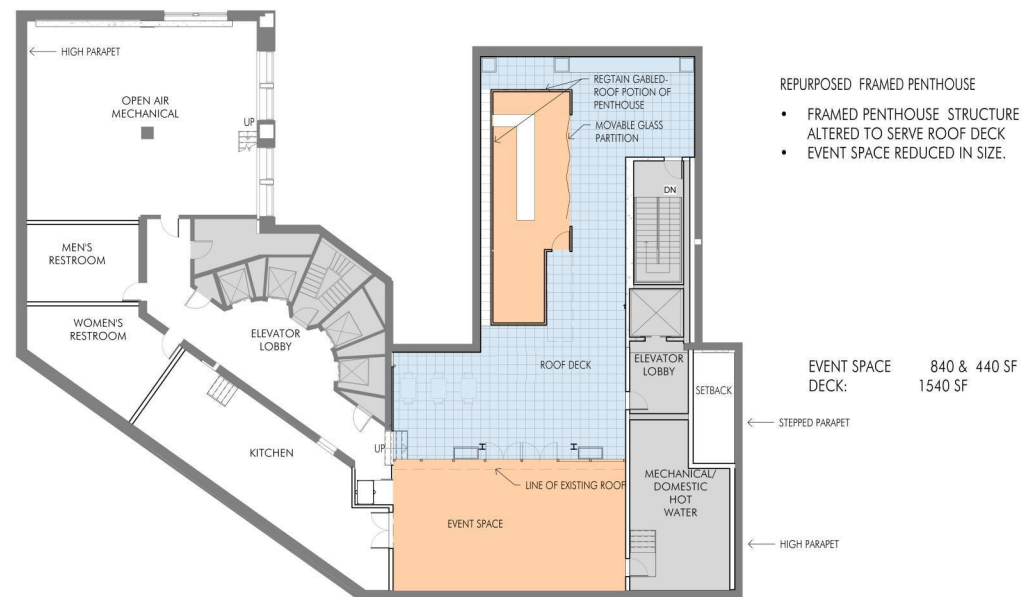 HIGH PARAPET
OPEN AIR
MECHANICAL
UP
MEN'S
RESTROOM
WOMEN'S
RESTROOM
ELEVATOR
LOBBY
KITCHEN
UP
REGTAIN GABLED-
ROOF POTION OF
PENTHOUSE
MOVABLE GLASS
PARTITION
DN
ROOF DECK
ELEVATOR
LOBBY
SETBACK
LINE OF EXISTING ROOF
EVENT SPACE
MECHANICAL/
DOMESTIC
HOT
WATER
STEPPED PARAPET
HIGH PARAPET
REPURPOSED FRAMED PENTHOUSE
• FRAMED PENTHOUSE STRUCTURE
ALTERED TO SERVE ROOF DECK
• EVENT SPACE REDUCED IN SIZE.
EVENT SPACE 840 & 440 SF
DECK: 1540 SF